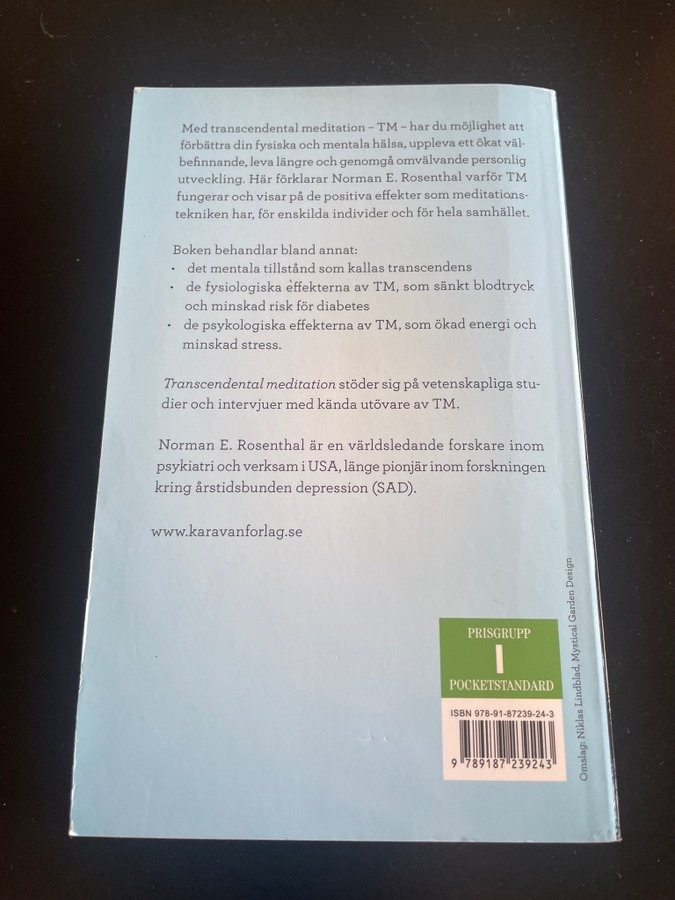 Med transcendental meditation – TM – har du möjlighet att
förbättra din fysiska och mentala hälsa, uppleva ett ökat väl-
befinnande, leva längre och genomgå omvälvande personlig
utveckling. Här förklarar Norman E. Rosenthal varför TM
fungerar och visar på de positiva effekter som meditations-
tekniken har, för enskilda individer och för hela samhället.
Boken behandlar bland annat:
• det mentala tillstånd som kallas transcendens
• de fysiologiska effekterna av TM, som sänkt blodtryck
och minskad risk för diabetes
• de psykologiska effekterna av TM, som ökad energi och
minskad stress.
Transcendental meditation stöder sig på vetenskapliga stu-
dier och intervjuer med kända utövare av TM.
Norman E. Rosenthal är en världsledande forskare inom
psykiatri och verksam i USA, länge pionjär inom forskningen
kring årstidsbunden depression (SAD).
www.karavanforlag.se
PRISGRUPP
I
POCKETSTANDARD
ISBN 978-91-87239-24-3
9 789187 239243
Omslag: Niklas Lindblad, Mystical Garden Design